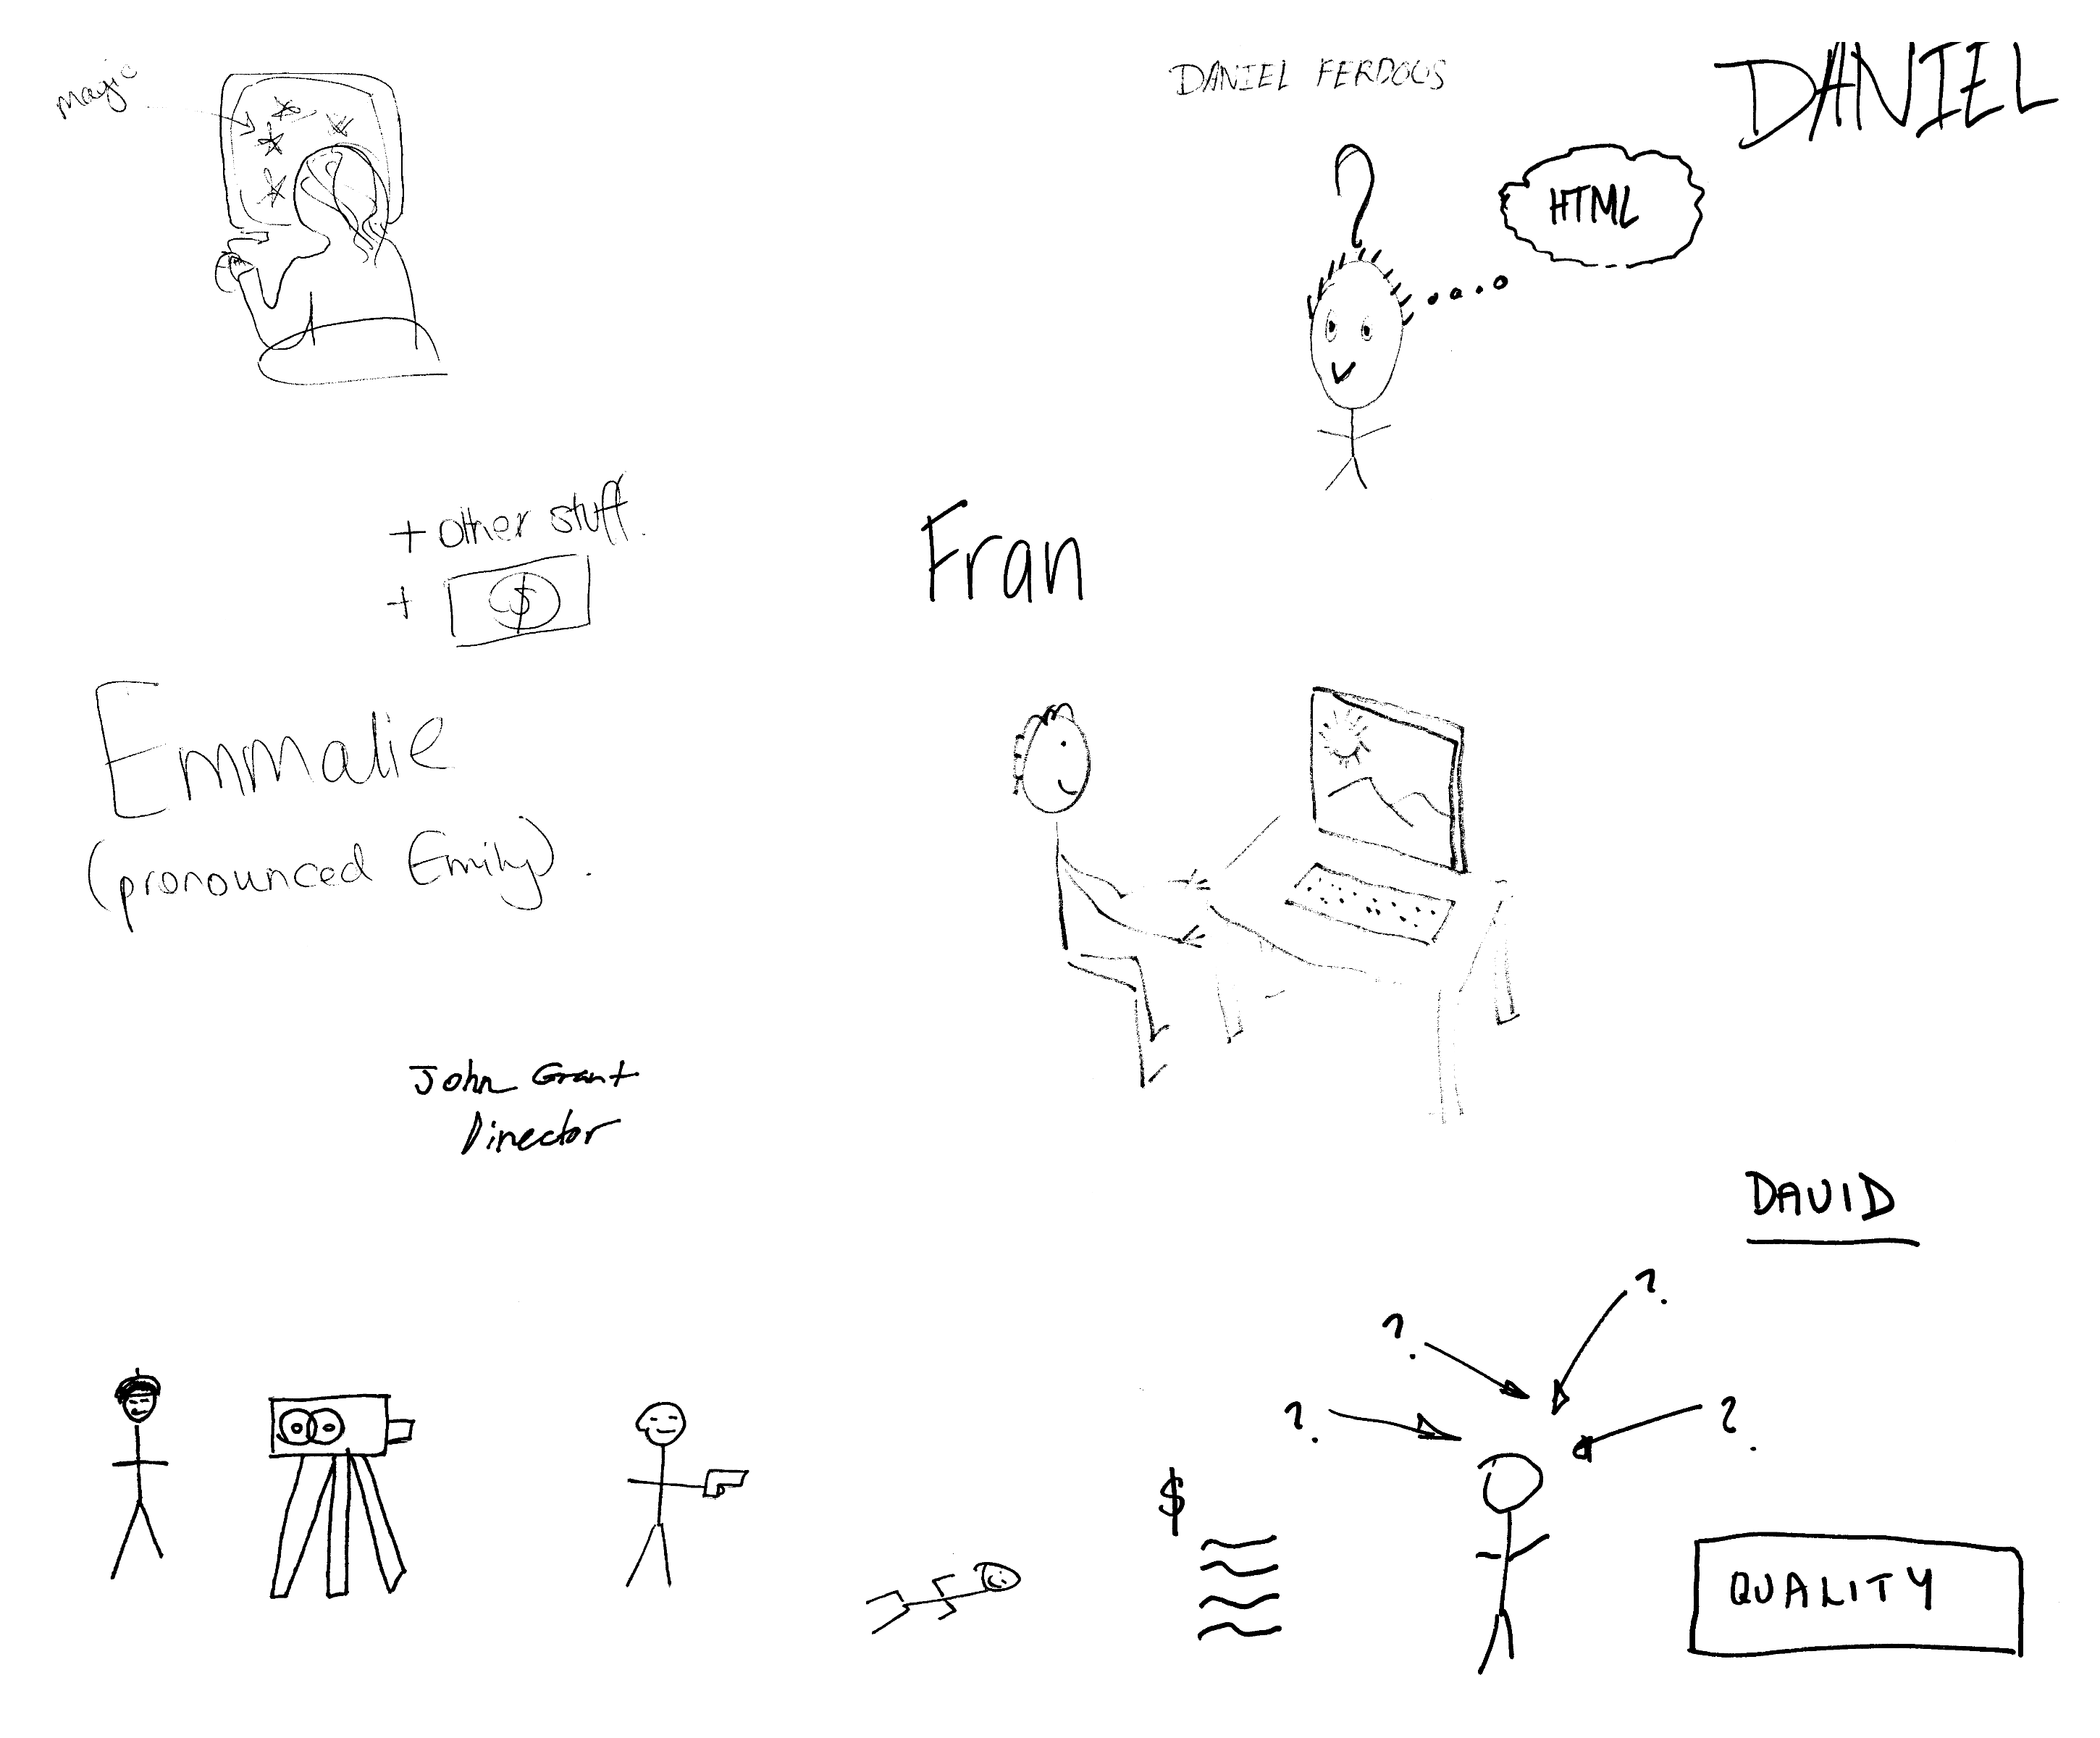 magic
DANIEL FERDOUS
DANIEL
?
HTML
+ other stuff.
+ $
Fran
Emmalie
(pronounced Emily).
John Grant
Director
DAVID
?
?
?
?
$
QUALITY